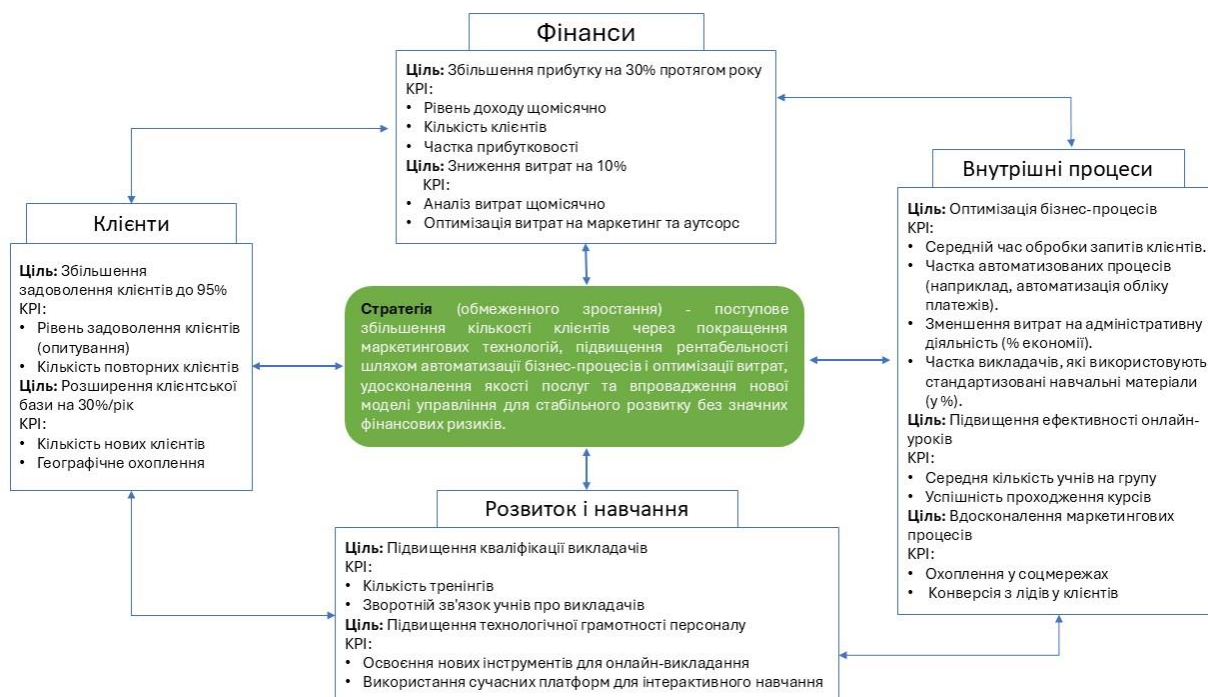 Фінанси
Ціль: Збільшення прибутку на 30% протягом року
KPI:
• Рівень доходу щомісячно
• Кількість клієнтів
• Частка прибутковості
Ціль: Зниження витрат на 10%
KPI:
• Аналіз витрат щомісячно
• Оптимізація витрат на маркетинг та аутсорс
Клієнти
Ціль: Збільшення
задоволення клієнтів до 95%
KPI:
• Рівень задоволення клієнтів
(опитування)
• Кількість повторних клієнтів
Ціль: Розширення клієнтської
бази на 30%/рік
KPI:
• Кількість нових клієнтів
• Географічне охоплення
Стратегія (обмеженного зростання) - поступове
збільшення кількості клієнтів через покращення
маркетингових технологій, підвищення рентабельності
шляхом автоматизації бізнес-процесів і оптимізації витрат,
удосконалення якості послуг та впровадження нової
моделі управління для стабільного розвитку без значних
фінансових ризиків.
Внутрішні процеси
Ціль: Оптимізація бізнес-процесів
KPI:
• Середній час обробки запитів клієнтів.
• Частка автоматизованих процесів
(наприклад, автоматизація обліку
платежів).
• Зменшення витрат на адміністративну
діяльність (% економії).
• Частка викладачів, які використовують
стандартизовані навчальні матеріали
(у %).
Ціль: Підвищення ефективності онлайн-
уроків
KPI:
• Середня кількість учнів на групу
• Успішність проходження курсів
Ціль: Вдосконалення маркетингових
процесів
KPI:
• Охоплення у соцмережах
• Конверсія з лідів у клієнтів
Розвиток і навчання
Ціль: Підвищення кваліфікації викладачів
KPI:
• Кількість тренінгів
• Зворотній зв'язок учнів про викладачів
Ціль: Підвищення технологічної грамотності персоналу
KPI:
• Освоєння нових інструментів для онлайн-викладання
• Використання сучасних платформ для інтерактивного навчання